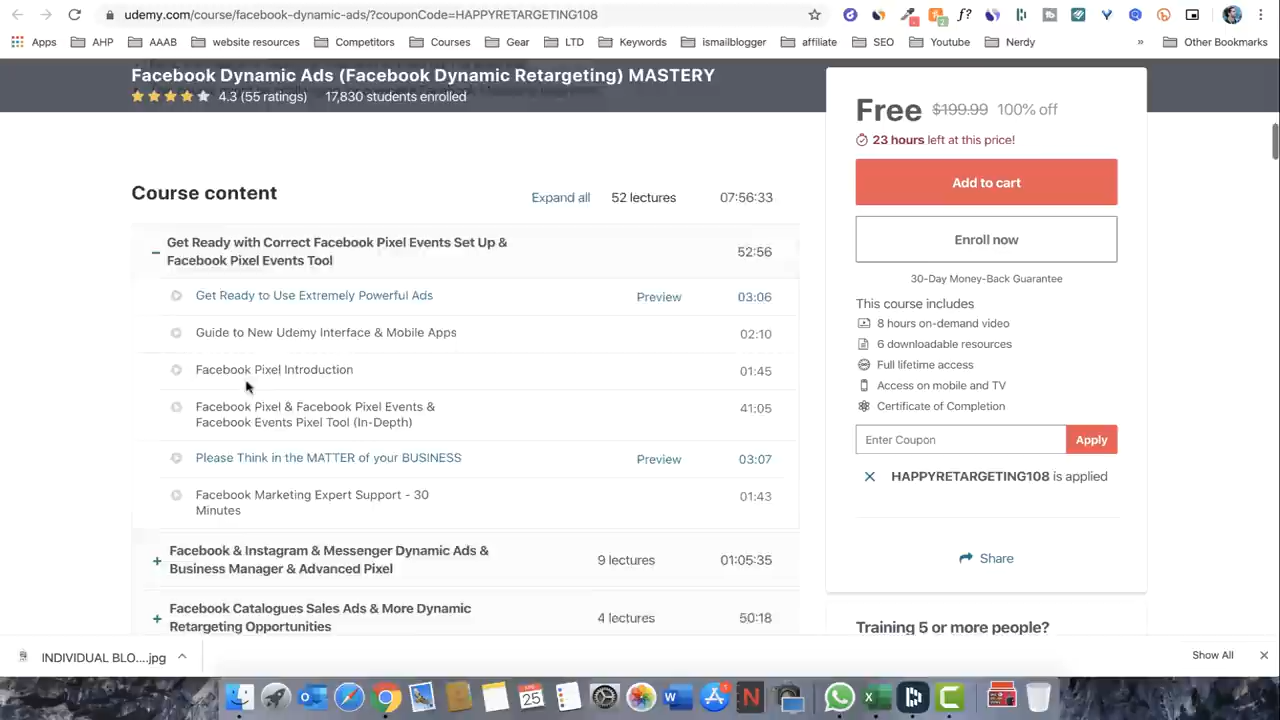 udemy.com/course/facebook-dynamic-ads/?couponCode=HAPPYRETARGETING108
Apps AHP AAAB website resources Competitors Courses Gear LTD Keywords ismailblogger affiliate SEO Youtube Nerdy » Other Bookmarks
Facebook Dynamic Ads (Facebook Dynamic Retargeting) MASTERY
4.3 (55 ratings) 17,830 students enrolled
Free $199.99 100% off
23 hours left at this price!
Add to cart
Enroll now
30-Day Money-Back Guarantee
This course includes
8 hours on-demand video
6 downloadable resources
Full lifetime access
Access on mobile and TV
Certificate of Completion
Enter Coupon Apply
HAPPYRETARGETING108 is applied
Share
Training 5 or more people?
Course content Expand all 52 lectures 07:56:33
Get Ready with Correct Facebook Pixel Events Set Up &
Facebook Pixel Events Tool 52:56
Get Ready to Use Extremely Powerful Ads Preview 03:06
Guide to New Udemy Interface & Mobile Apps 02:10
Facebook Pixel Introduction 01:45
Facebook Pixel & Facebook Pixel Events &
Facebook Events Pixel Tool (In-Depth) 41:05
Please Think in the MATTER of your BUSINESS Preview 03:07
Facebook Marketing Expert Support - 30
Minutes 01:43
Facebook & Instagram & Messenger Dynamic Ads &
Business Manager & Advanced Pixel 9 lectures 01:05:35
Facebook Catalogues Sales Ads & More Dynamic
Retargeting Opportunities 4 lectures 50:18
INDIVIDUAL BLO....jpg Show All
25